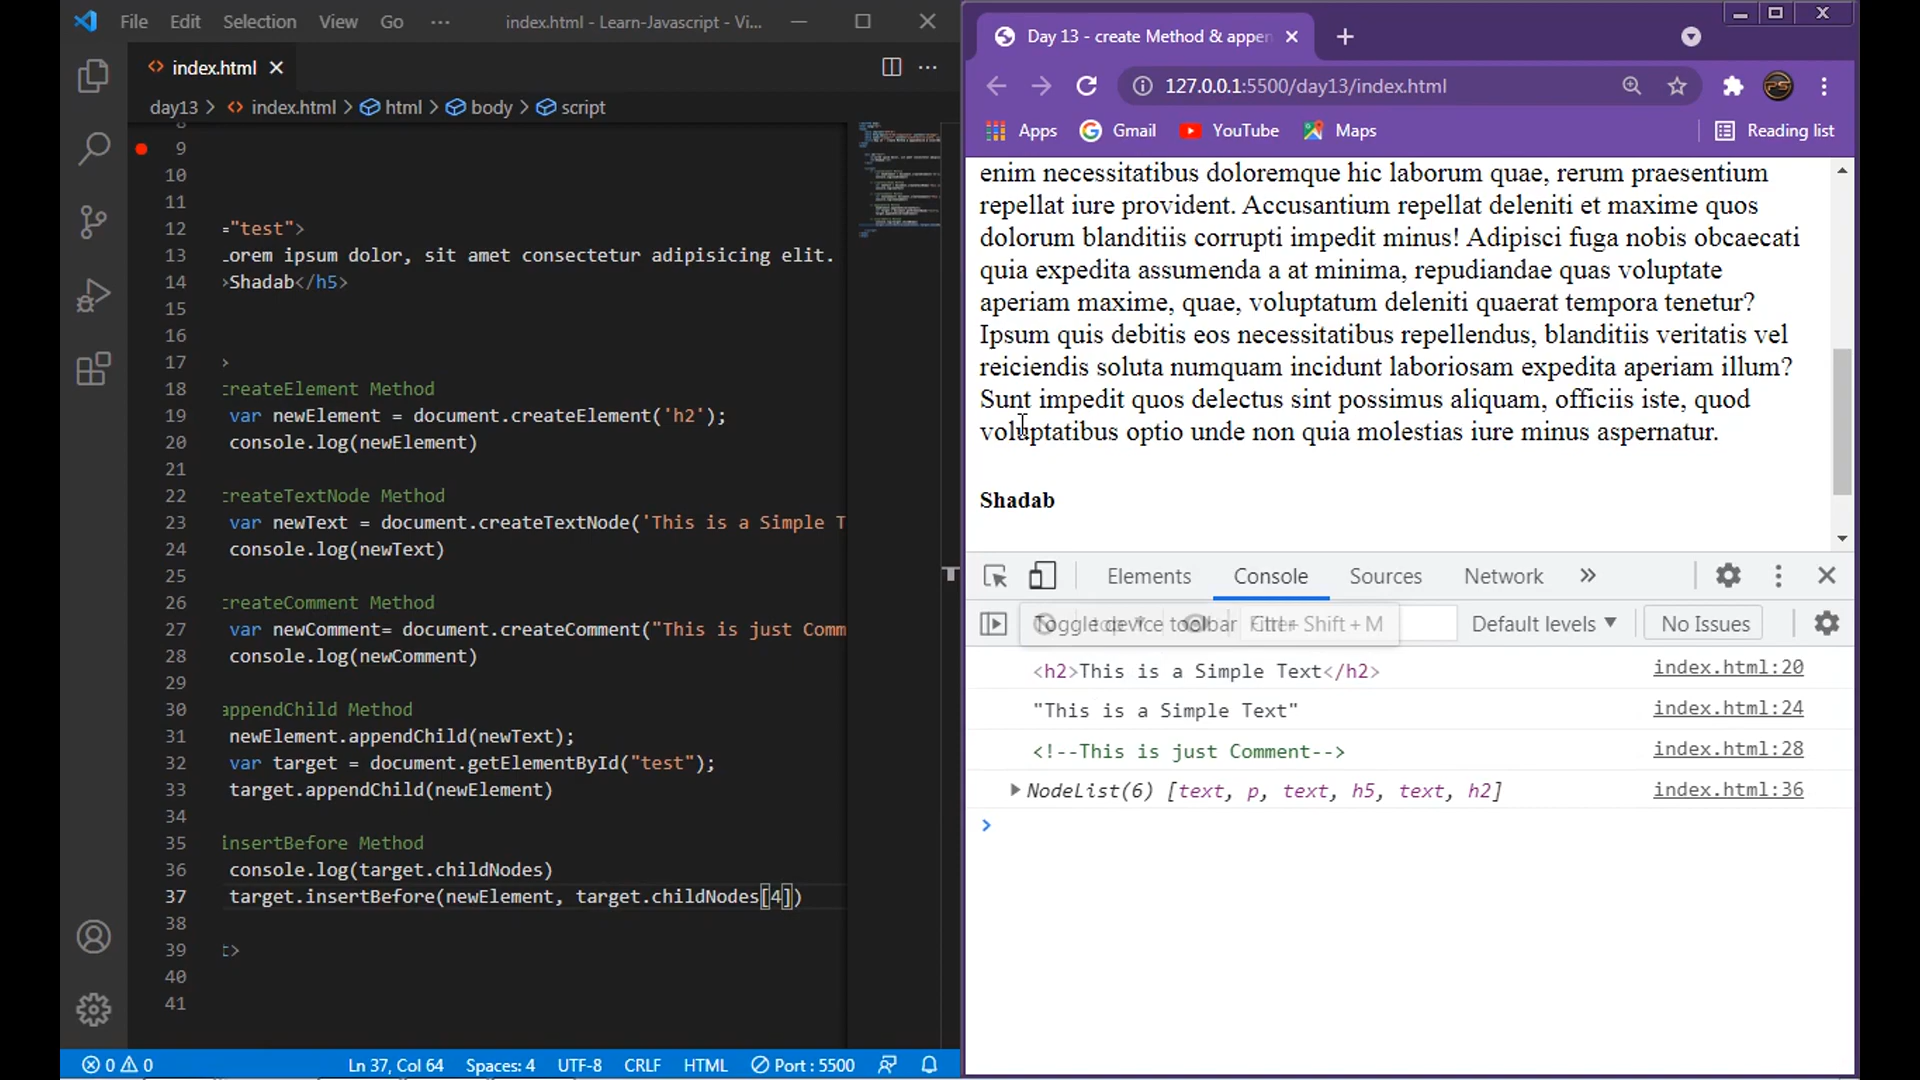 File Edit Selection View Go ··· index.html - Learn-Javascript - Vi...
index.html
day13 > index.html > html > body > script
8
9
10
11
12 ="test">
13 Lorem ipsum dolor, sit amet consectetur adipisicing elit.
14 >Shadab</h5>
15
16
17 >
18 createElement Method
19 var newElement = document.createElement('h2');
20 console.log(newElement)
21
22 createTextNode Method
23 var newText = document.createTextNode('This is a Simple T
24 console.log(newText)
25
26 createComment Method
27 var newComment= document.createComment("This is just Comm
28 console.log(newComment)
29
30 appendChild Method
31 newElement.appendChild(newText);
32 var target = document.getElementById("test");
33 target.appendChild(newElement)
34
35 insertBefore Method
36 console.log(target.childNodes)
37 target.insertBefore(newElement, target.childNodes[4])
38
39 t>
40
41
0 0 Ln 37, Col 64 Spaces: 4 UTF-8 CRLF HTML Port : 5500
Day 13 - create Method & appen
127.0.0.1:5500/day13/index.html
Apps Gmail YouTube Maps Reading list
enim necessitatibus doloremque hic laborum quae, rerum praesentium
repellat iure provident. Accusantium repellat deleniti et maxime quos
dolorum blanditiis corrupti impedit minus! Adipisci fuga nobis obcaecati
quia expedita assumenda a at minima, repudiandae quas voluptate
aperiam maxime, quae, voluptatum deleniti quaerat tempora tenetur?
Ipsum quis debitis eos necessitatibus repellendus, blanditiis veritatis vel
reiciendis soluta numquam incidunt laboriosam expedita aperiam illum?
Sunt impedit quos delectus sint possimus aliquam, officiis iste, quod
voluptatibus optio unde non quia molestias iure minus aspernatur.
Shadab
Elements Console Sources Network »
Toggle device toolbar Ctrl + Shift + M Default levels No Issues
<h2>This is a Simple Text</h2> index.html:20
"This is a Simple Text" index.html:24
<!--This is just Comment--> index.html:28
NodeList(6) [text, p, text, h5, text, h2] index.html:36
>